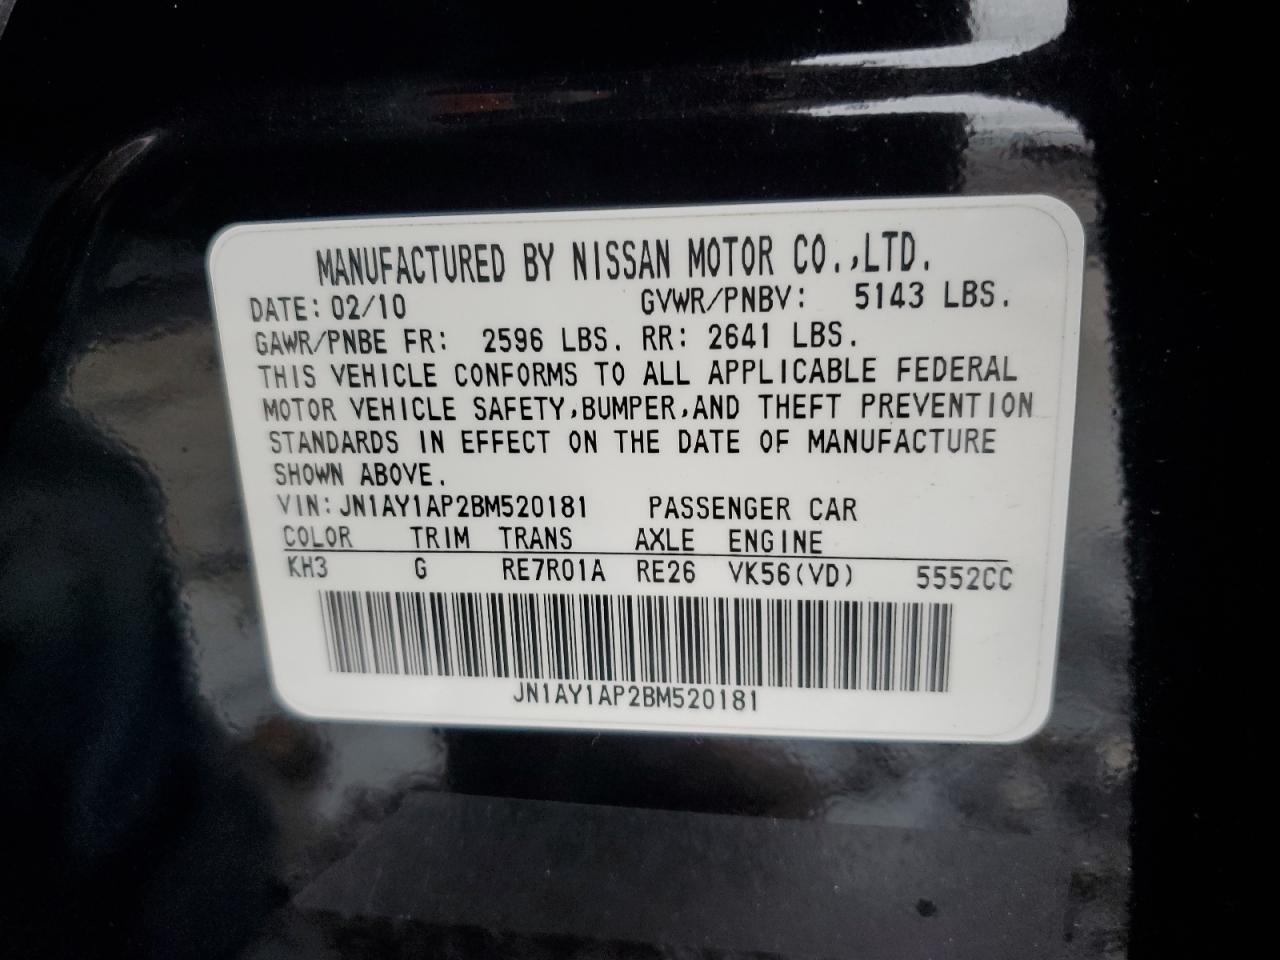 MANUFACTURED BY NISSAN MOTOR CO.,LTD.
DATE: 02/10 GVWR/PNBV: 5143 LBS.
GAWR/PNBE FR: 2596 LBS. RR: 2641 LBS.
THIS VEHICLE CONFORMS TO ALL APPLICABLE FEDERAL
MOTOR VEHICLE SAFETY,BUMPER,AND THEFT PREVENTION
STANDARDS IN EFFECT ON THE DATE OF MANUFACTURE
SHOWN ABOVE.
VIN: JN1AY1AP2BM520181 PASSENGER CAR
COLOR TRIM TRANS AXLE ENGINE
KH3 G RE7R01A RE26 VK56(VD) 5552CC
JN1AY1AP2BM520181